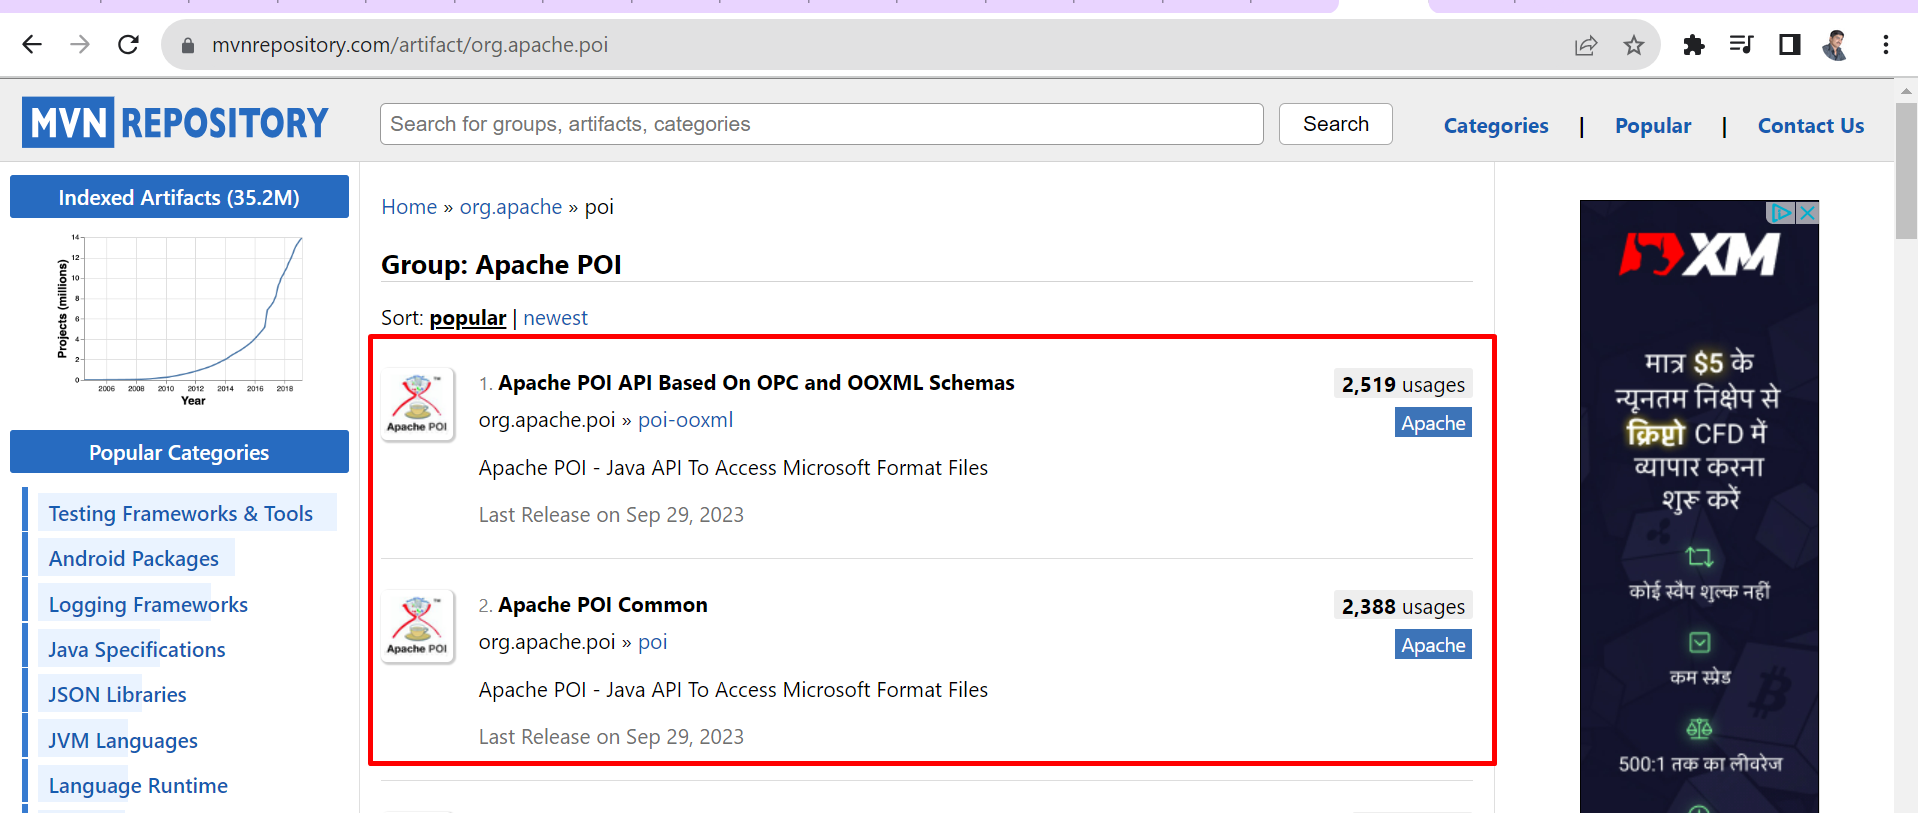 mvnrepository.com/artifact/org.apache.poi
MVN REPOSITORY
Search for groups, artifacts, categories
Search
Categories | Popular | Contact Us
Indexed Artifacts (35.2M)
Projects (millions)
14
12
10
8
6
4
2
0
2006 2008 2010 2012 2014 2016 2018
Year
Popular Categories
Testing Frameworks & Tools
Android Packages
Logging Frameworks
Java Specifications
JSON Libraries
JVM Languages
Language Runtime
Home » org.apache » poi
Group: Apache POI
Sort: popular | newest
Apache POI
1. Apache POI API Based On OPC and OOXML Schemas
2,519 usages
org.apache.poi » poi-ooxml
Apache
Apache POI - Java API To Access Microsoft Format Files
Last Release on Sep 29, 2023
Apache POI
2. Apache POI Common
2,388 usages
org.apache.poi » poi
Apache
Apache POI - Java API To Access Microsoft Format Files
Last Release on Sep 29, 2023
XM
मात्र $5 के
न्यूनतम निक्षेप से
क्रिप्टो CFD में
व्यापार करना
शुरू करें
कोई स्वैप शुल्क नहीं
कम स्प्रेड
500:1 तक का लीवरेज